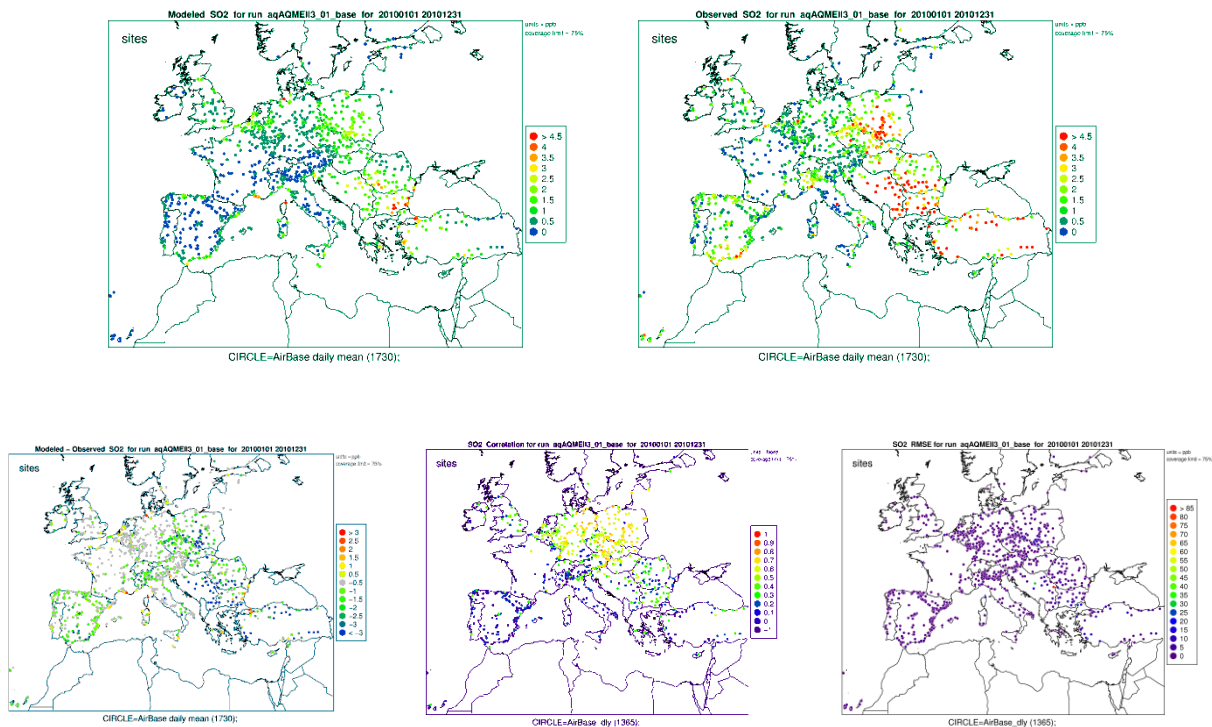 Modeled SO2 for run aqAQMEII3_01_base for 20100101 20101231
units = ppb
coverage limit = 75%
sites
> 4.5
4
3.5
3
2.5
2
1.5
1
0.5
0
CIRCLE=AirBase daily mean (1730);
Observed SO2 for run aqAQMEII3_01_base for 20100101 20101231
units = ppb
coverage limit = 75%
sites
> 4.5
4
3.5
3
2.5
2
1.5
1
0.5
0
CIRCLE=AirBase daily mean (1730);
Modeled – Observed SO2 for run aqAQMEII3_01_base for 20100101 20101231
units = ppb
coverage limit = 75%
sites
> 3
2.5
2
1.5
1
0.5
−0.5
−1
−1.5
−2
−2.5
−3
< −3
CIRCLE=AirBase daily mean (1730);
SO2 Correlation for run aqAQMEII3_01_base for 20100101 20101231
sites
1
0.9
0.8
0.7
0.6
0.5
0.4
0.3
0.2
0.1
0
−1
CIRCLE=AirBase_dly (1365);
SO2 RMSE for run aqAQMEII3_01_base for 20100101 20101231
units = ppb
coverage limit = 75%
sites
> 85
80
75
70
65
60
55
50
45
40
35
30
25
20
15
10
5
0
CIRCLE=AirBase_dly (1365);